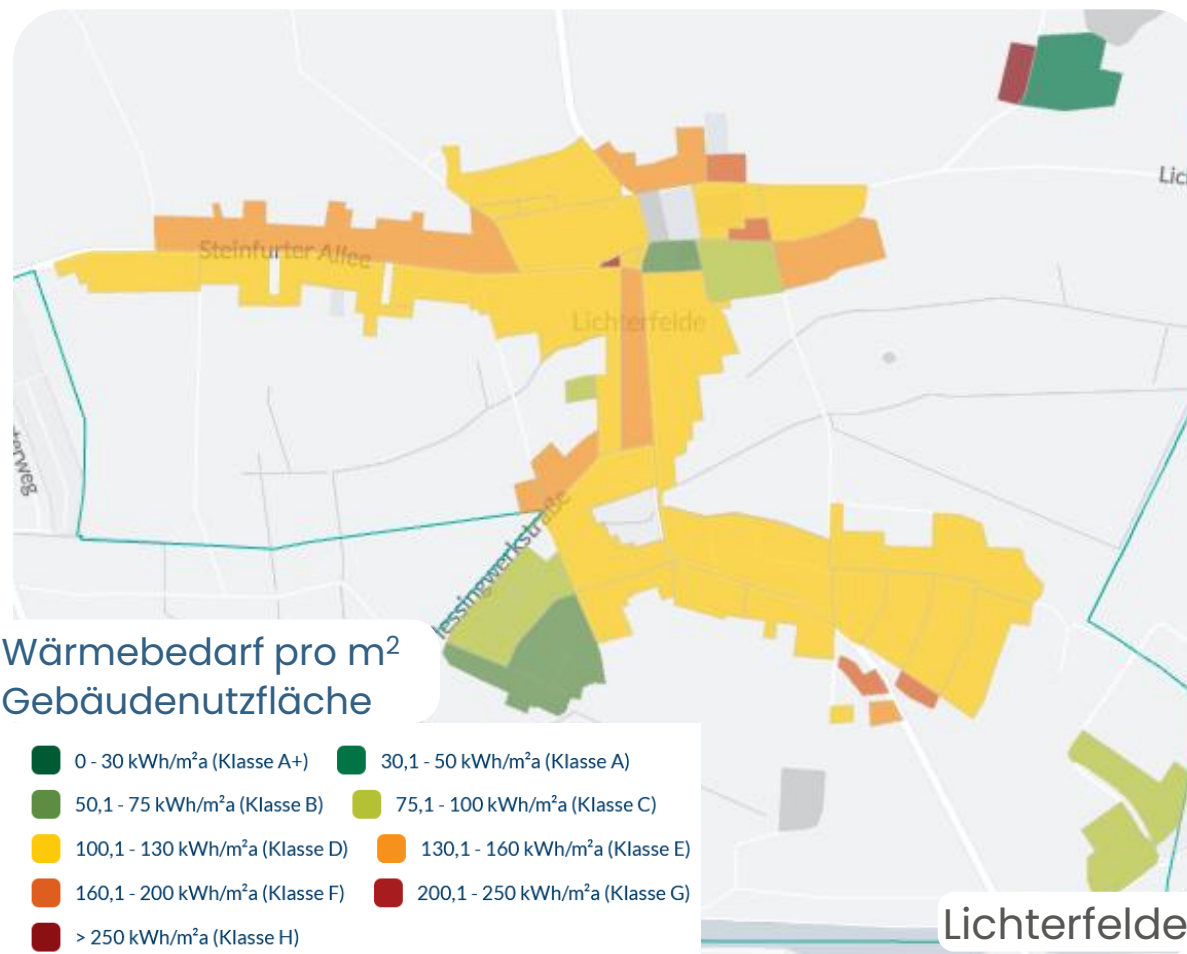 Lic
Steinfurter Allee
Lichterfelde
terweg
lessingwerkstraße
Wärmebedarf pro m²
Gebäudenutzfläche
0 - 30 kWh/m²a (Klasse A+)
30,1 - 50 kWh/m²a (Klasse A)
50,1 - 75 kWh/m²a (Klasse B)
75,1 - 100 kWh/m²a (Klasse C)
100,1 - 130 kWh/m²a (Klasse D)
130,1 - 160 kWh/m²a (Klasse E)
160,1 - 200 kWh/m²a (Klasse F)
200,1 - 250 kWh/m²a (Klasse G)
> 250 kWh/m²a (Klasse H)
Lichterfelde